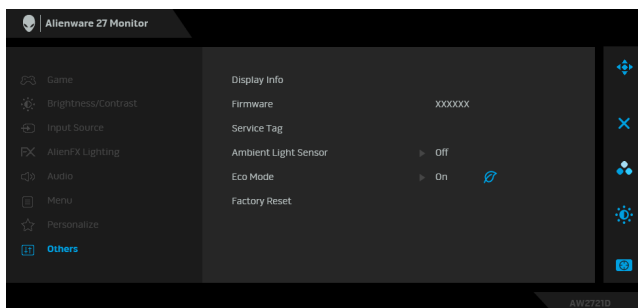 Alienware 27 Monitor
Game
Brightness/Contrast
Input Source
AlienFX Lighting
Audio
Menu
Personalize
Others
Display Info
Firmware XXXXXX
Service Tag
Ambient Light Sensor Off
Eco Mode On
Factory Reset
AW2721D